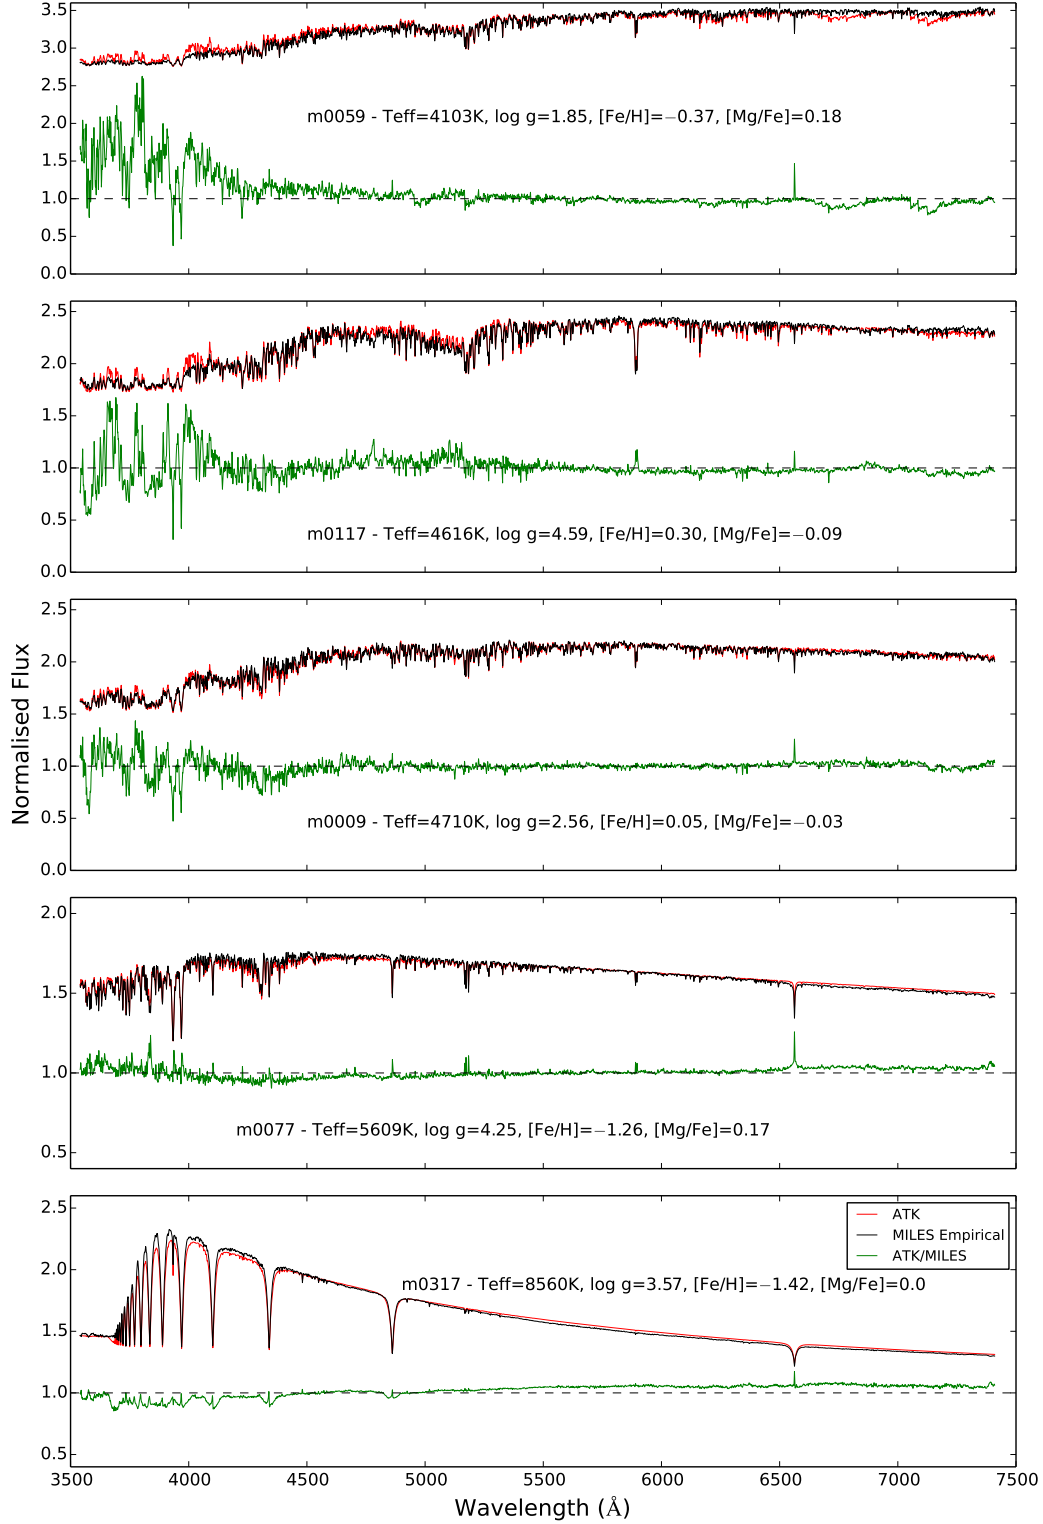 3.5
3.0
2.5
2.0
1.5
1.0
0.5
0.0
m0059 - Teff=4103K, log g=1.85, [Fe/H]=−0.37, [Mg/Fe]=0.18
2.5
2.0
1.5
1.0
0.5
0.0
m0117 - Teff=4616K, log g=4.59, [Fe/H]=0.30, [Mg/Fe]=−0.09
Normalised Flux
2.5
2.0
1.5
1.0
0.5
0.0
m0009 - Teff=4710K, log g=2.56, [Fe/H]=0.05, [Mg/Fe]=−0.03
2.0
1.5
1.0
0.5
m0077 - Teff=5609K, log g=4.25, [Fe/H]=−1.26, [Mg/Fe]=0.17
2.5
2.0
1.5
1.0
0.5
ATK
MILES Empirical
ATK/MILES
m0317 - Teff=8560K, log g=3.57, [Fe/H]=−1.42, [Mg/Fe]=0.0
3500 4000 4500 5000 5500 6000 6500 7000 7500
Wavelength (Å)